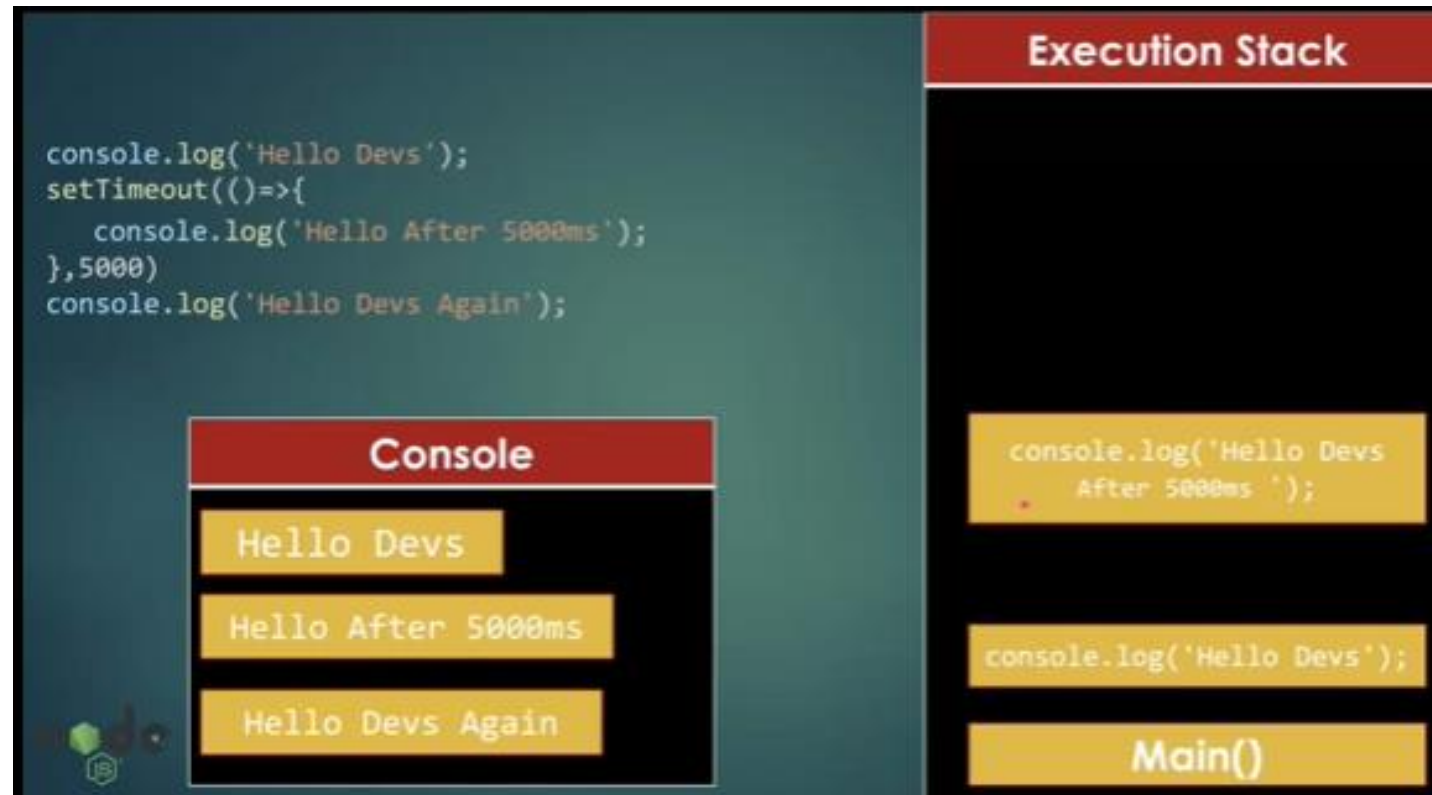 console.log('Hello Devs');
setTimeout(()=>{
console.log('Hello After 5000ms');
},5000)
console.log('Hello Devs Again');
Console
Hello Devs
Hello After 5000ms
Hello Devs Again
node
JS
Execution Stack
console.log('Hello Devs
After 5000ms ');
console.log('Hello Devs');
Main()